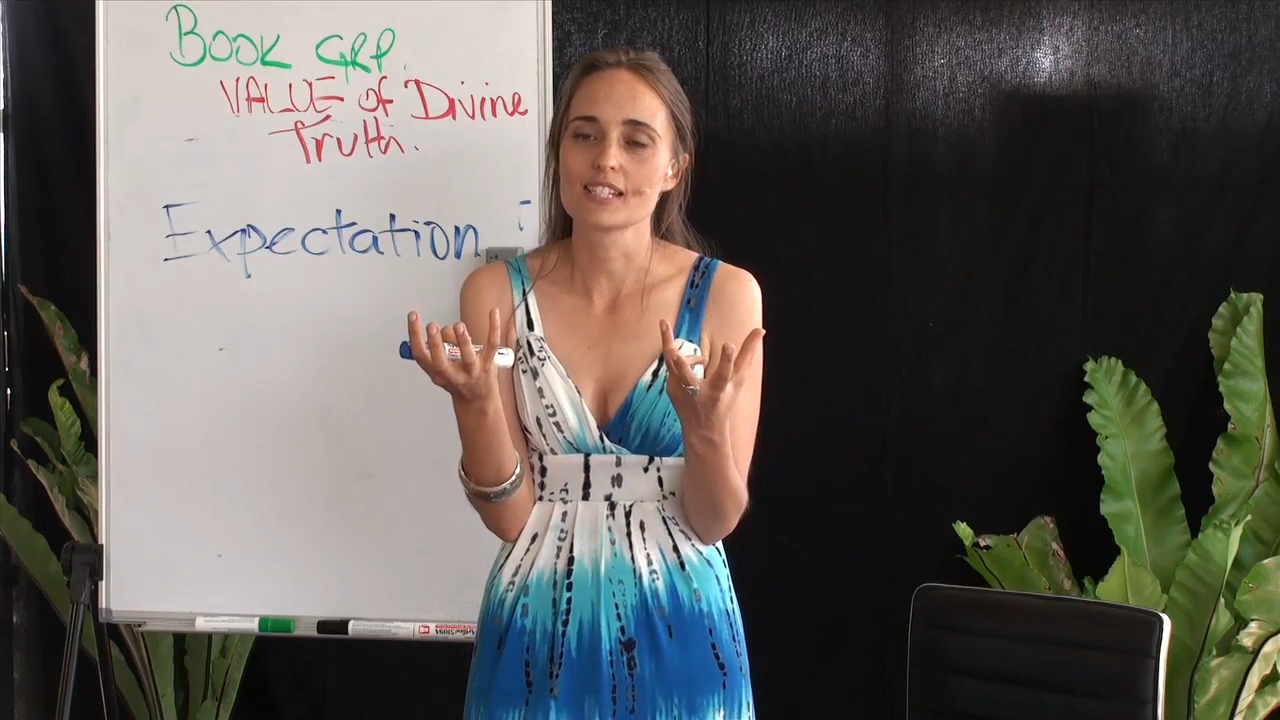 BOOK GRP.
VALUE of Divine
Truth.
Expectation